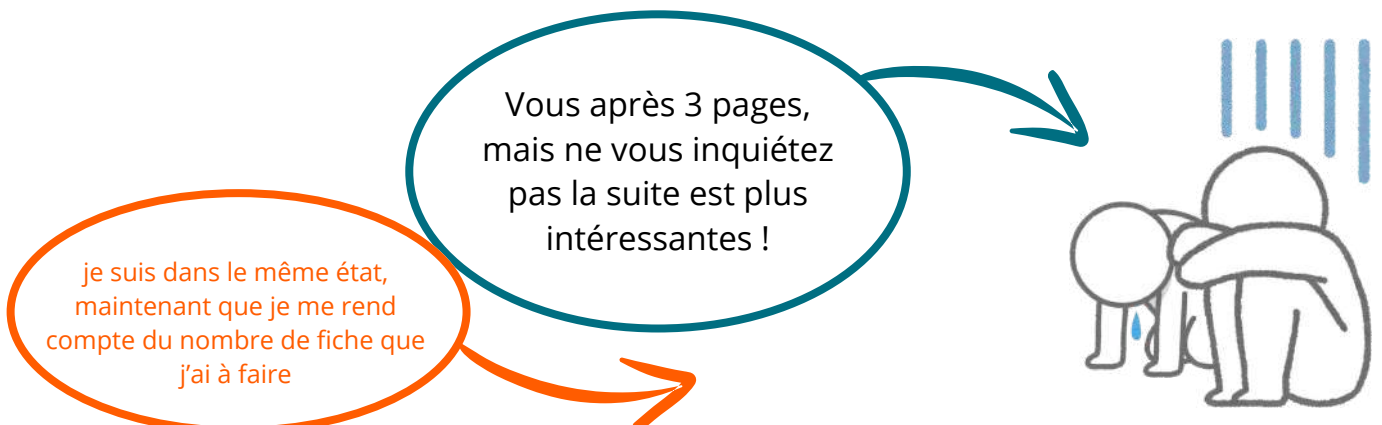 Vous après 3 pages,
mais ne vous inquiétez
pas la suite est plus
intéressantes !
je suis dans le même état,
maintenant que je me rend
compte du nombre de fiche que
j'ai à faire